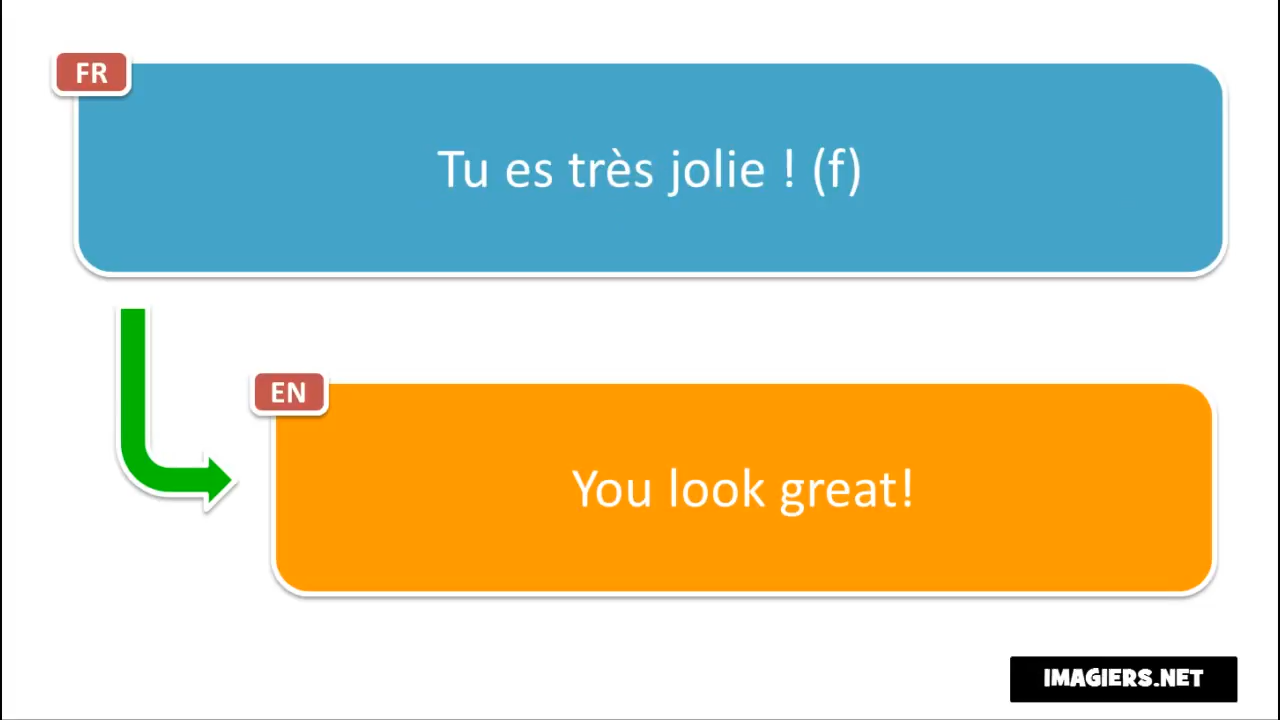 FR
Tu es très jolie ! (f)
EN
You look great!
IMAGIERS.NET